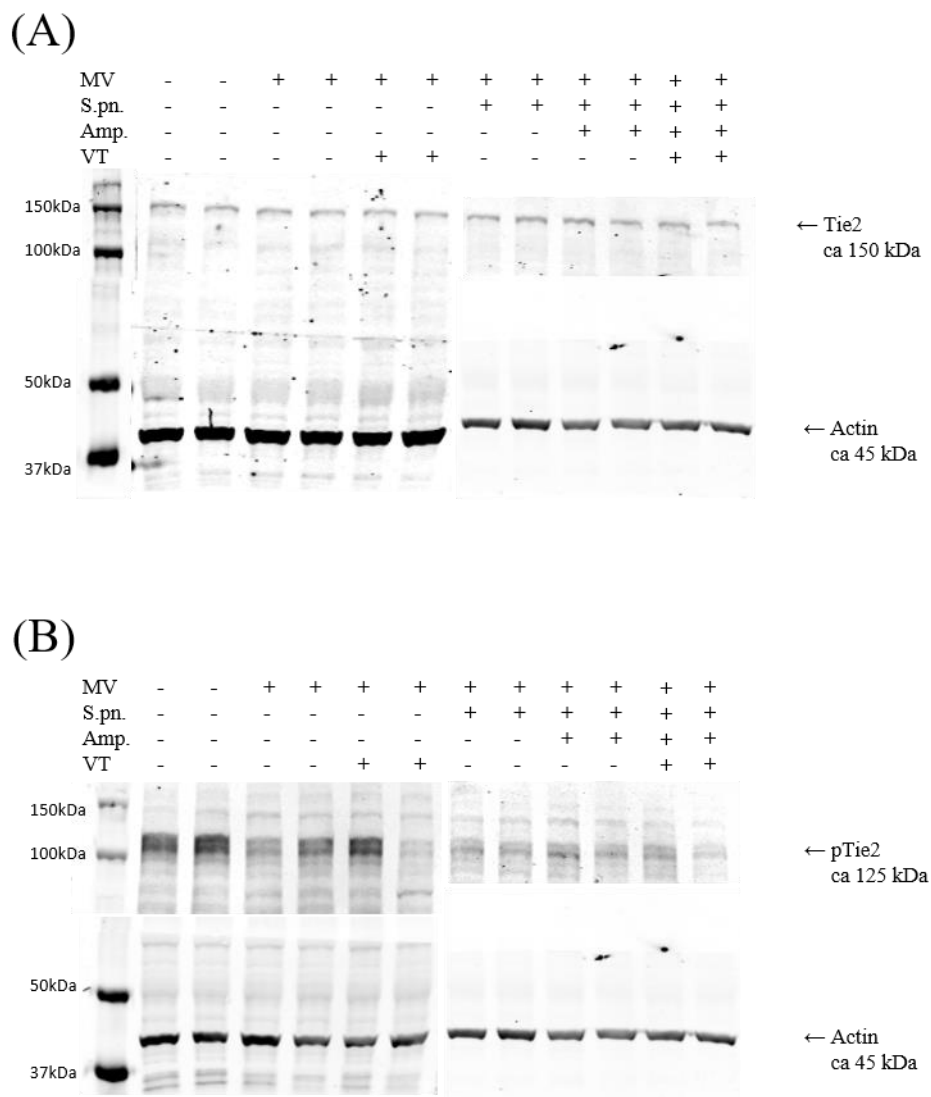 (A)
MV - - + + + + + + + + + +
S.pn. - - - - - - + + + + + +
Amp. - - - - - - - - + + + +
VT - - - - + + - - - - + +
150kDa
← Tie2
100kDa
ca 150 kDa
50kDa
← Actin
ca 45 kDa
37kDa
(B)
MV - - + + + + + + + + + +
S.pn. - - - - - - + + + + + +
Amp. - - - - - - - - + + + +
VT - - - - + + - - - - + +
150kDa
100kDa
← pTie2
ca 125 kDa
50kDa
← Actin
ca 45 kDa
37kDa